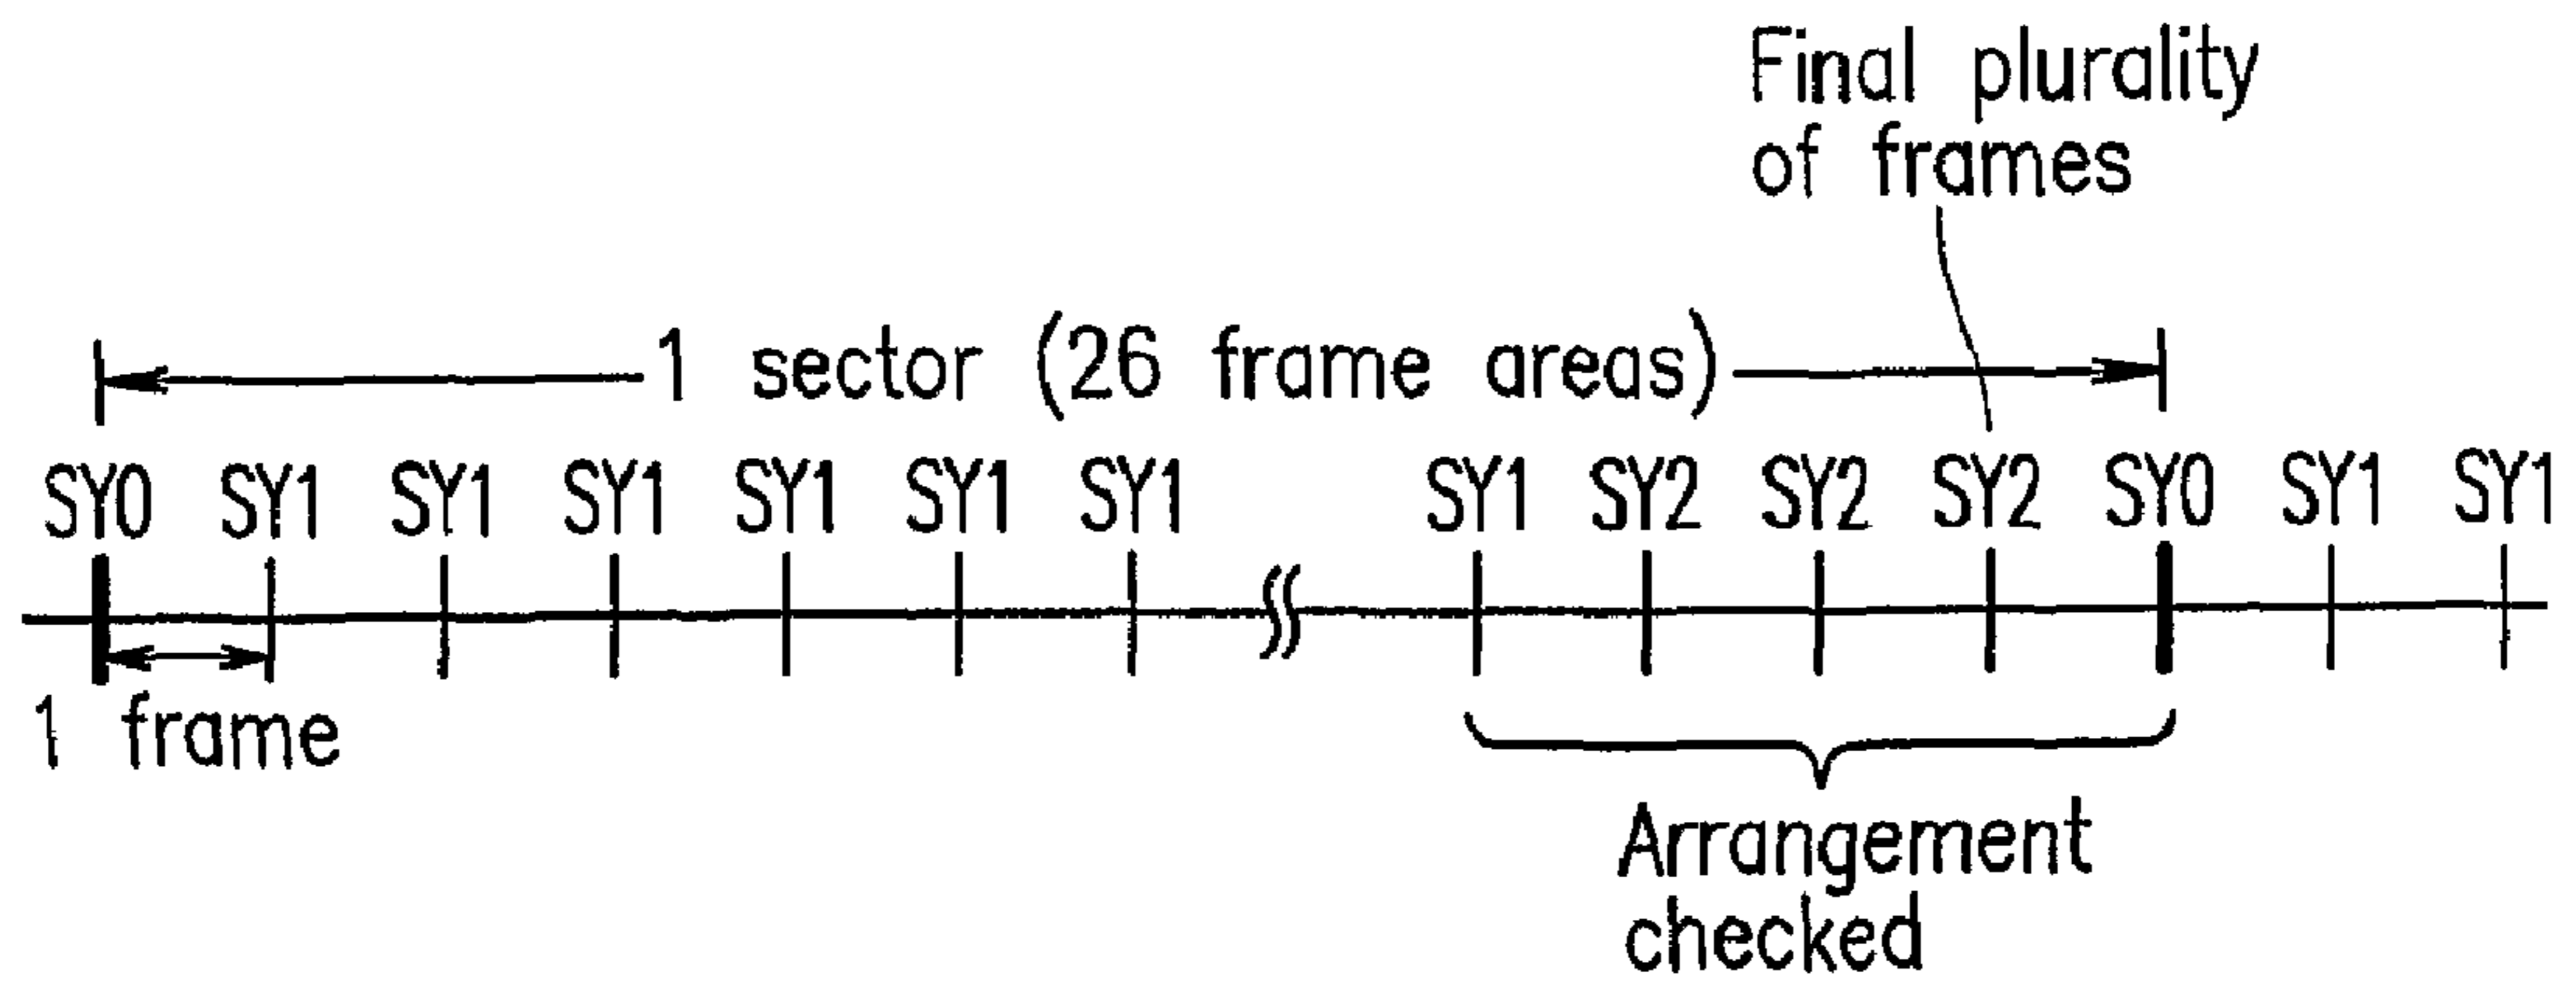 Final plurality
of frames
1 sector (26 frame areas)
SY0 SY1 SY1 SY1 SY1 SY1 SY1 SY1 SY2 SY2 SY2 SY0 SY1 SY1
1 frame
Arrangement
checked